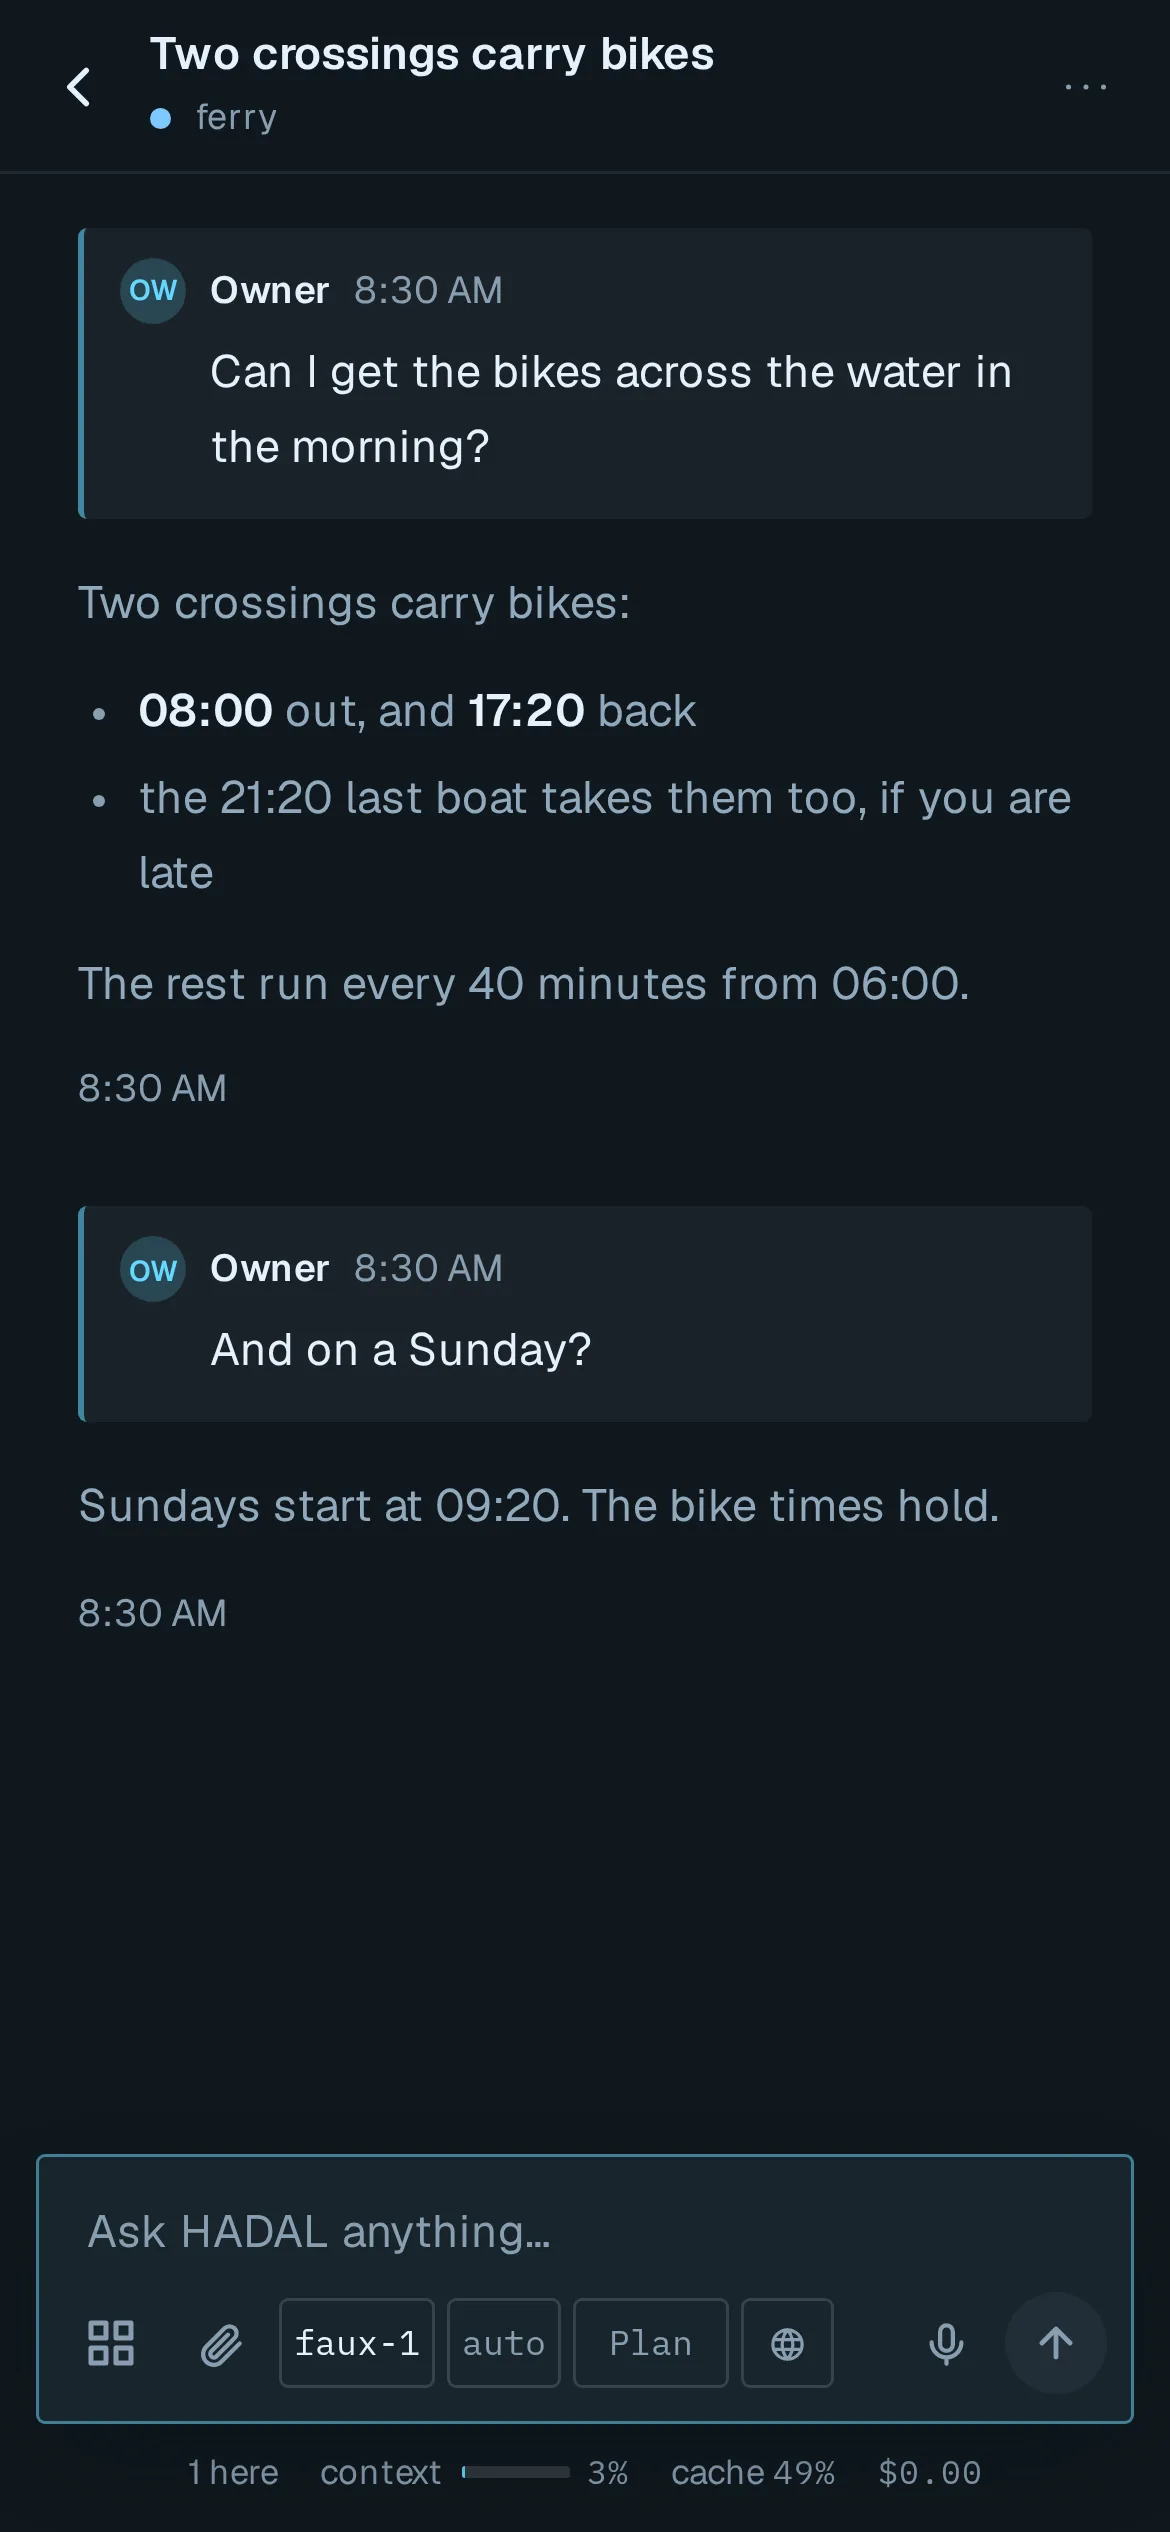 Two crossings carry bikes
ferry
...
OW Owner 8:30 AM
Can I get the bikes across the water in
the morning?
Two crossings carry bikes:
• 08:00 out, and 17:20 back
• the 21:20 last boat takes them too, if you are
late
The rest run every 40 minutes from 06:00.
8:30 AM
OW Owner 8:30 AM
And on a Sunday?
Sundays start at 09:20. The bike times hold.
8:30 AM
Ask HADAL anything…
faux-1 auto Plan
1 here context 3% cache 49% $0.00